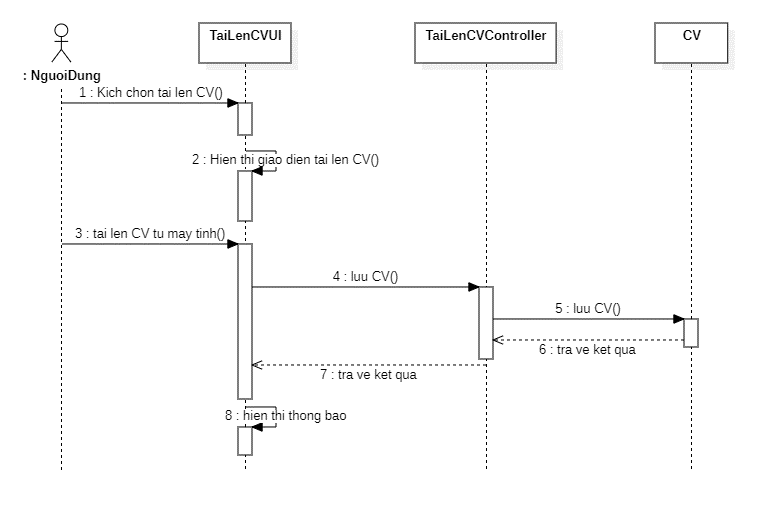 TaiLenCVUI
TaiLenCVController
CV
: NguoiDung
1 : Kich chon tai len CV()
2 : Hien thi giao dien tai len CV()
3 : tai len CV tu may tinh()
4 : luu CV()
5 : luu CV()
6 : tra ve ket qua
7 : tra ve ket qua
8 : hien thi thong bao